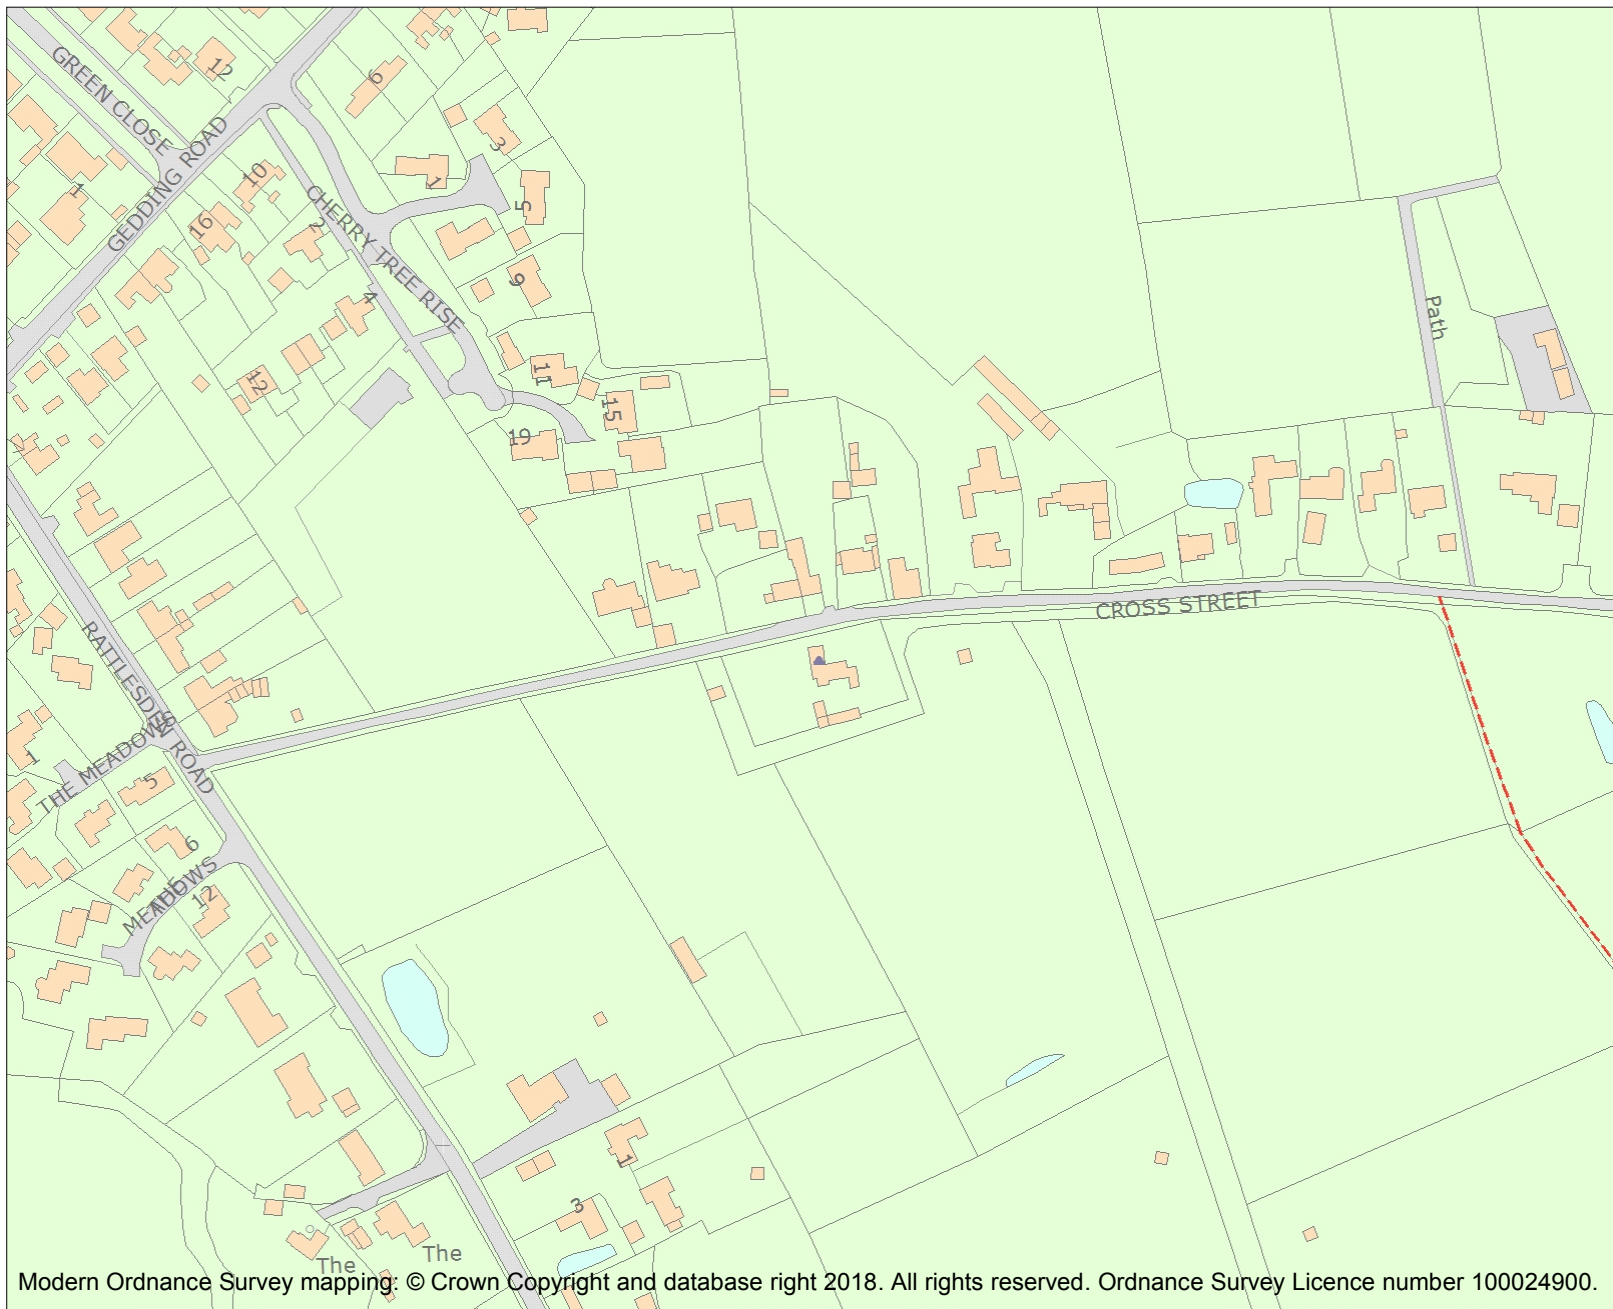 GREEN CLOSE
12
6
3
GEDDING ROAD
10
1
1
16
2
5
CHERRY TREE RISE
9
4
Path
11
12
15
19
CROSS STREET
RATTLESDEN ROAD
THE MEADOWS
1
5
6
THE
MEADOWS
12
1
3
The
The
Modern Ordnance Survey mapping: © Crown Copyright and database right 2018. All rights reserved. Ordnance Survey Licence number 100024900.